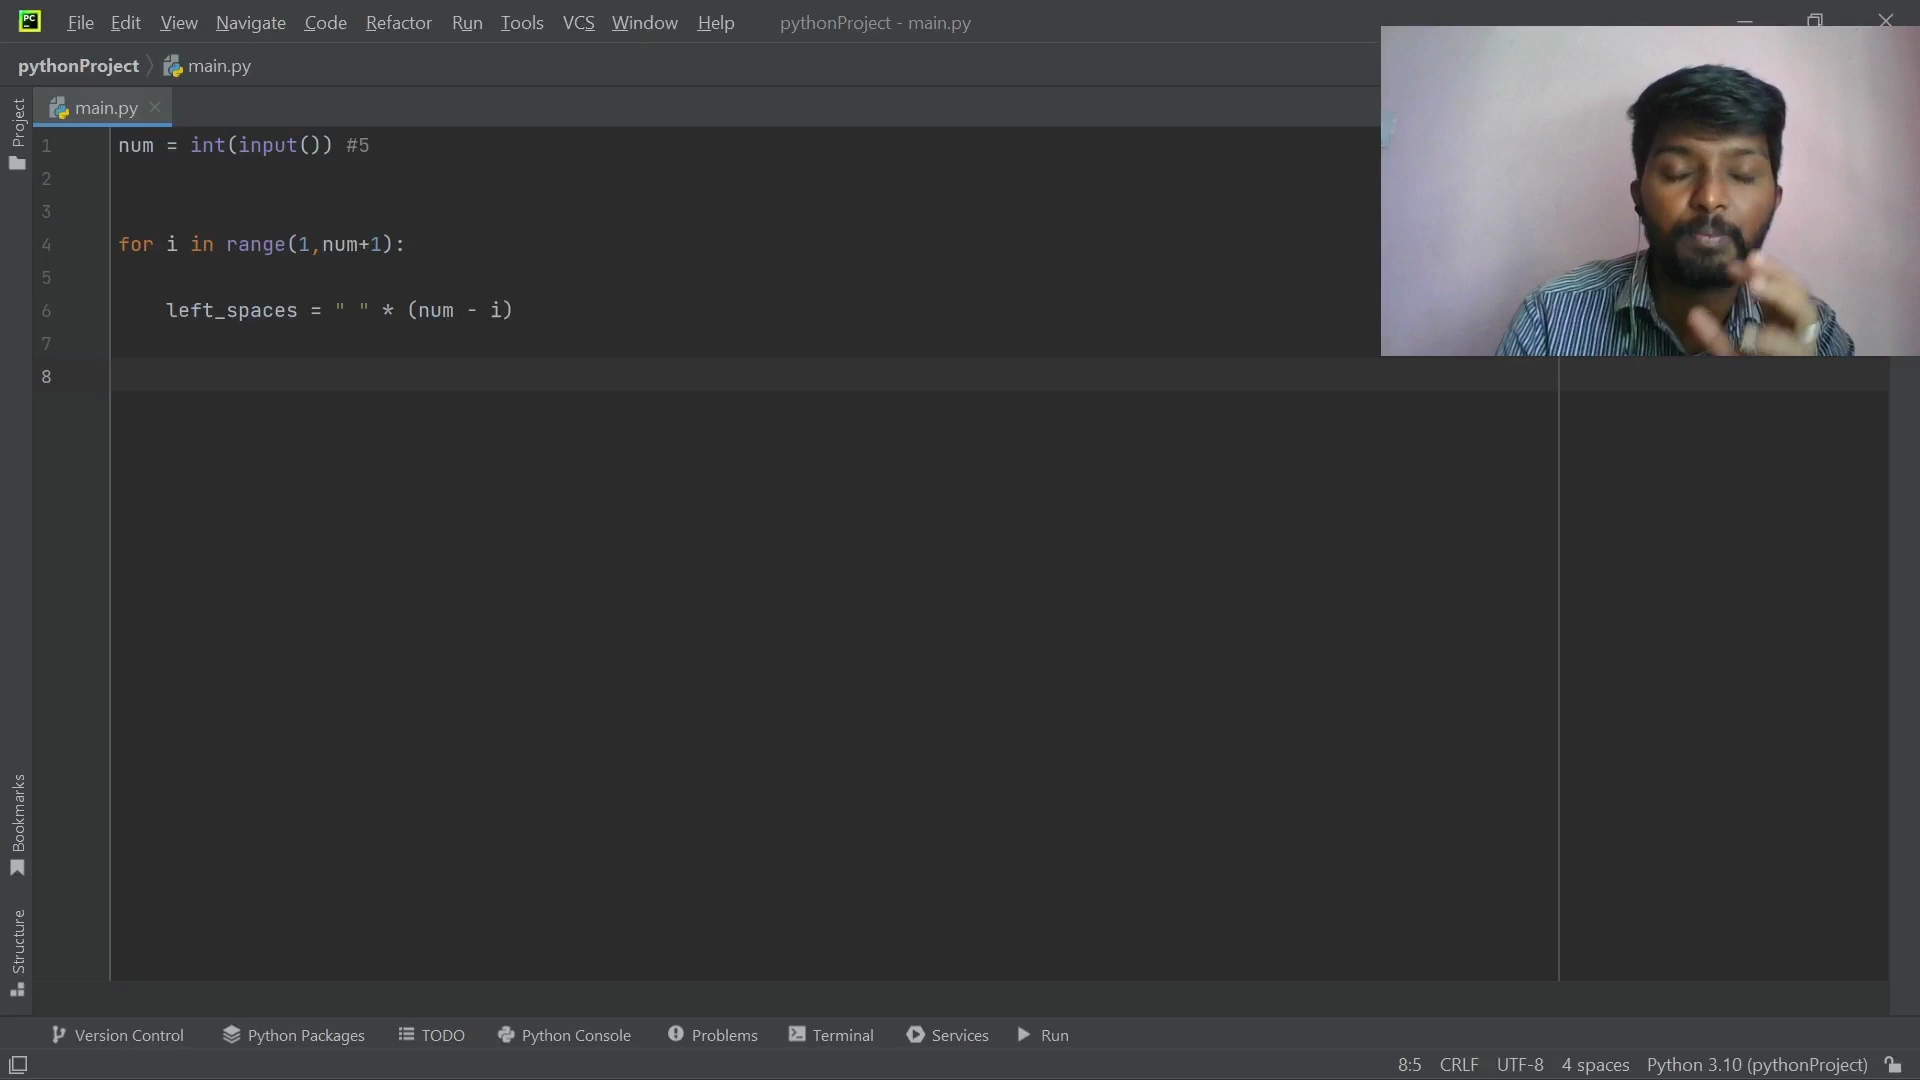 PC File Edit View Navigate Code Refactor Run Tools VCS Window Help pythonProject - main.py
pythonProject main.py
Project
main.py
1 num = int(input()) #5
2
3
4 for i in range(1,num+1):
5
6 left_spaces = " " * (num - i)
7
8
Bookmarks
Structure
Version Control Python Packages TODO Python Console Problems Terminal Services Run
8:5 CRLF UTF-8 4 spaces Python 3.10 (pythonProject)